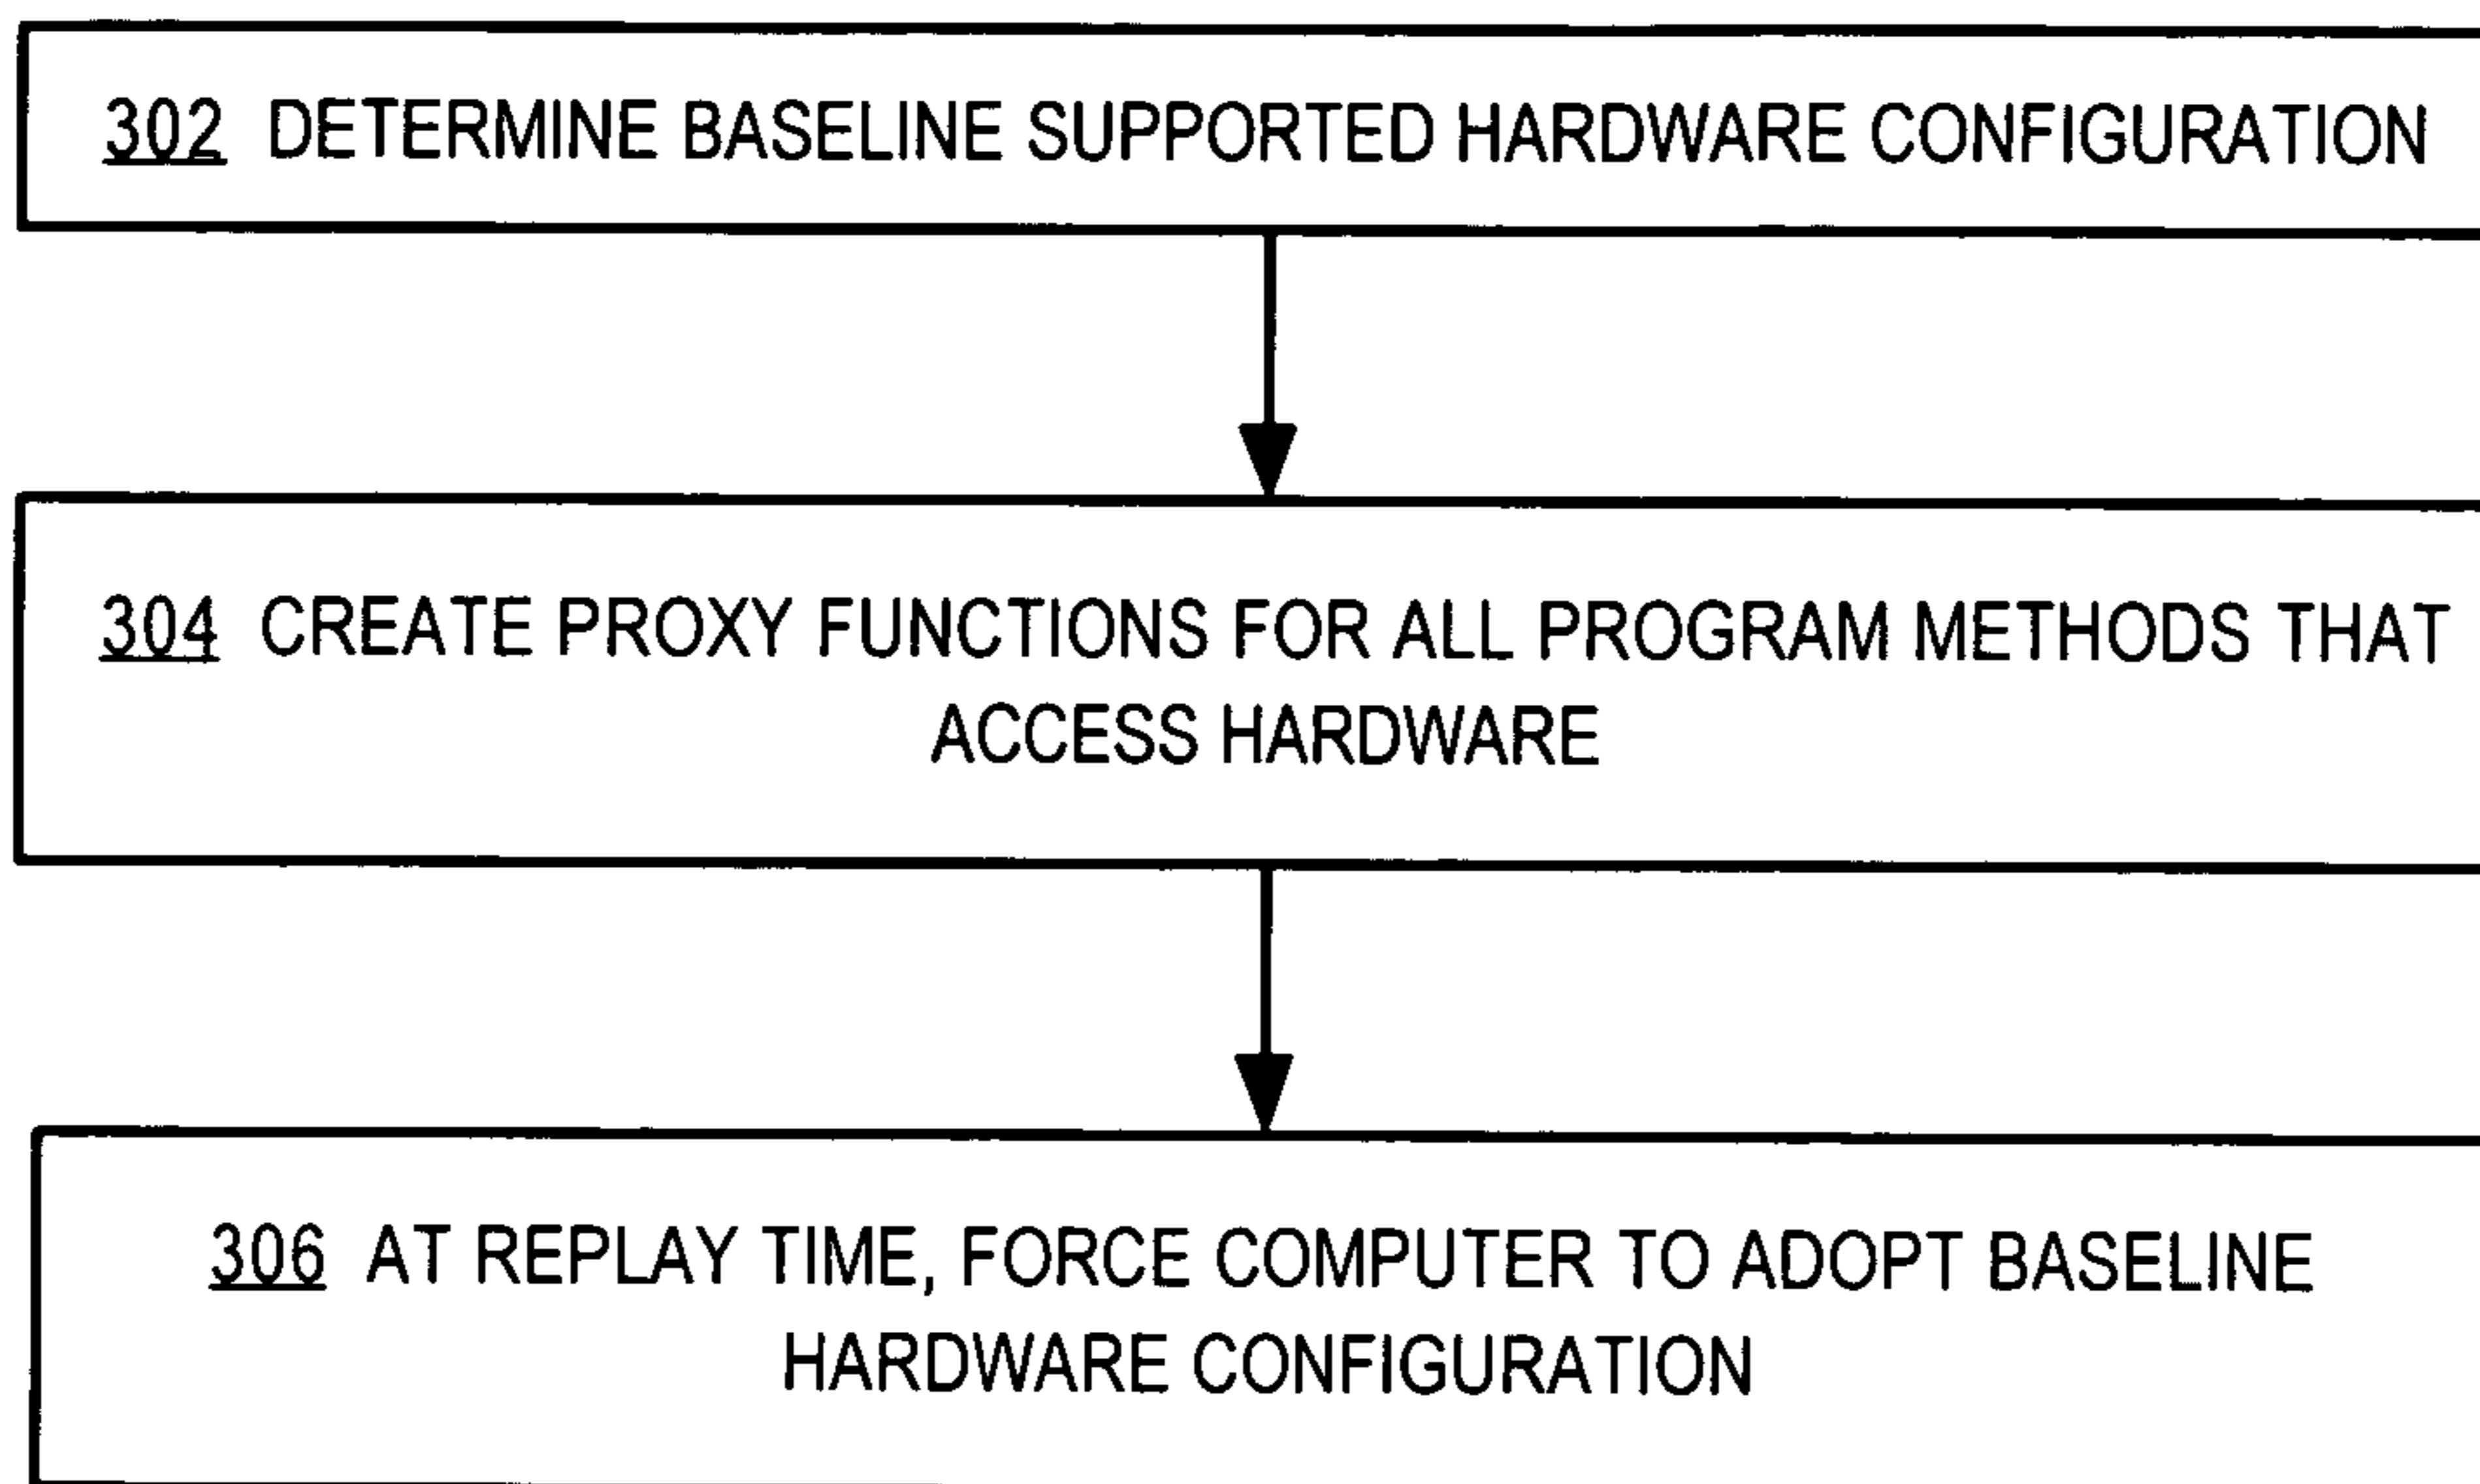 302 DETERMINE BASELINE SUPPORTED HARDWARE CONFIGURATION
304 CREATE PROXY FUNCTIONS FOR ALL PROGRAM METHODS THAT
ACCESS HARDWARE
306 AT REPLAY TIME, FORCE COMPUTER TO ADOPT BASELINE
HARDWARE CONFIGURATION